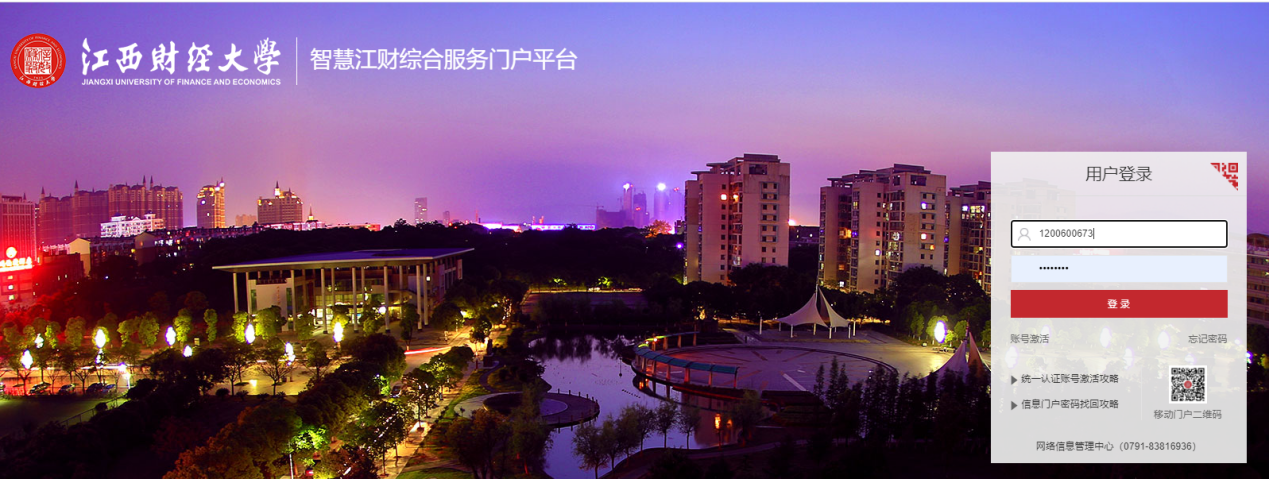 江西财经大学
JIANGXI UNIVERSITY OF FINANCE AND ECONOMICS
智慧江财综合服务门户平台
用户登录
1200600673
••••••••
登 录
账号激活
忘记密码
统一认证账号激活攻略
信息门户密码找回攻略
移动门户二维码
网络信息管理中心（0791-83816936）